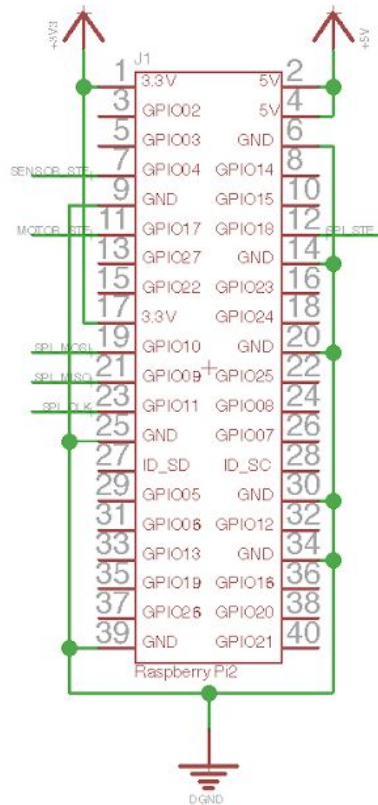 +3V3
+5V
J1
1 3.3V 5V 2
3 GPIO02 5V 4
5 GPIO03 GND 6
SENSOR_STE 7 GPIO04 GPIO14 8
9 GND GPIO15 10
MOTOR_STE 11 GPIO17 GPIO18 12 SPI_STE
13 GPIO27 GND 14
15 GPIO22 GPIO23 16
17 3.3V GPIO24 18
SPI_MOSI 19 GPIO10 GND 20
SPI_MISO 21 GPIO09 GPIO25 22
SPI_CLK 23 GPIO11 GPIO08 24
25 GND GPIO07 26
27 ID_SD ID_SC 28
29 GPIO05 GND 30
31 GPIO06 GPIO12 32
33 GPIO13 GND 34
35 GPIO19 GPIO16 36
37 GPIO26 GPIO20 38
39 GND GPIO21 40
Raspberry Pi2
DGND